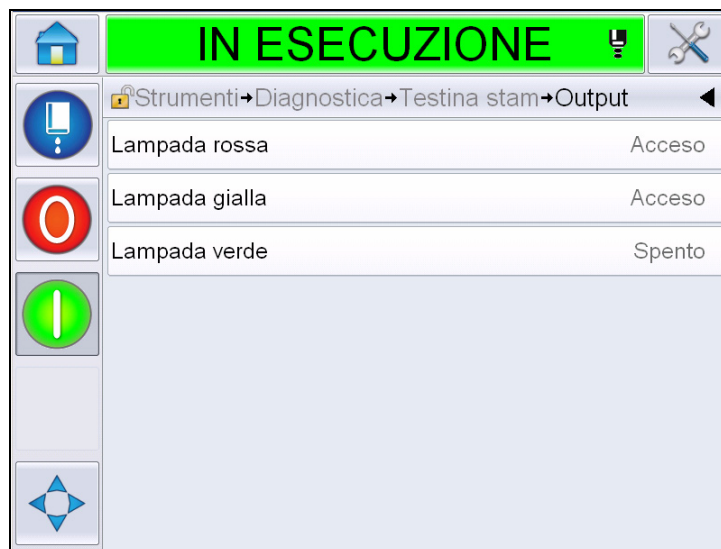 IN ESECUZIONE
Strumenti→Diagnostica→Testina stam→Output
Lampada rossa Acceso
Lampada gialla Acceso
Lampada verde Spento